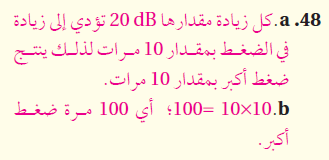 48. a. كل زيادة مقدارها 20 dB تؤدي إلى زيادة
في الضغط بمقدار 10 مرات لذلك ينتج
ضغط أكبر بمقدار 10 مرات.
b. 10×10 =100؛ أي 100 مرة ضغط
أكبر.